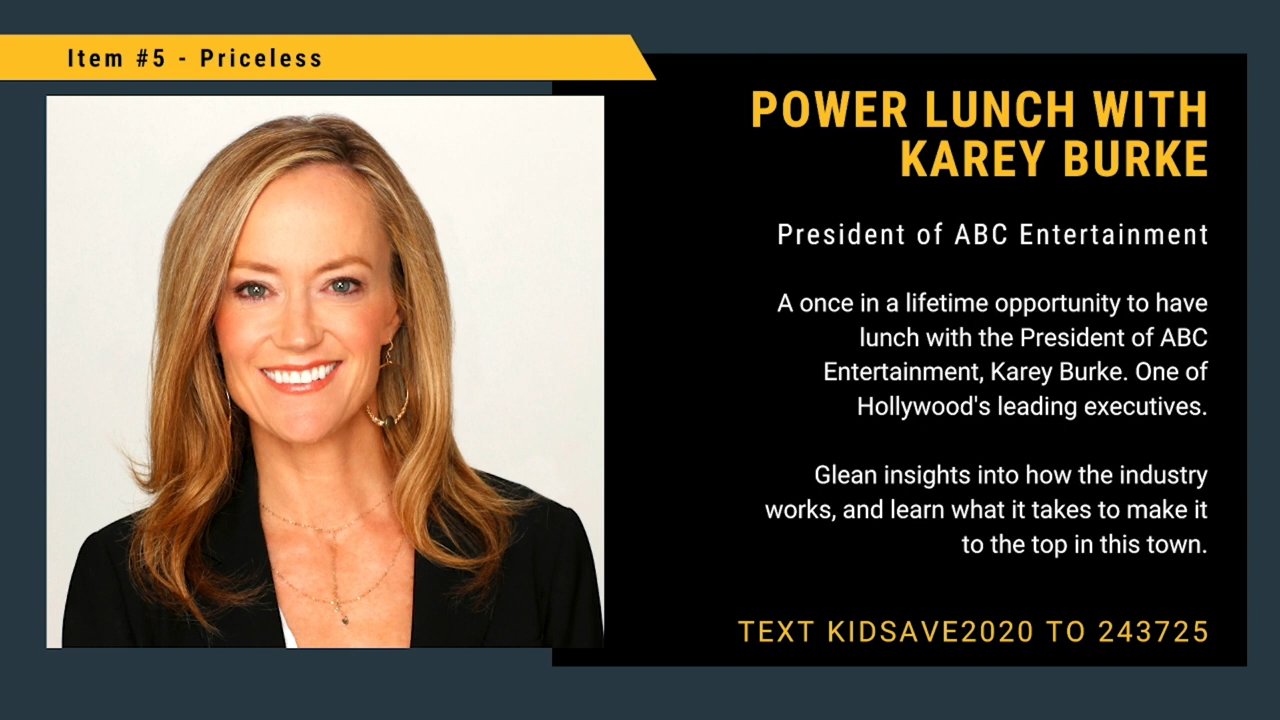 Item #5 - Priceless
POWER LUNCH WITH
KAREY BURKE
President of ABC Entertainment
A once in a lifetime opportunity to have
lunch with the President of ABC
Entertainment, Karey Burke. One of
Hollywood's leading executives.
Glean insights into how the industry
works, and learn what it takes to make it
to the top in this town.
TEXT KIDSAVE2020 TO 243725